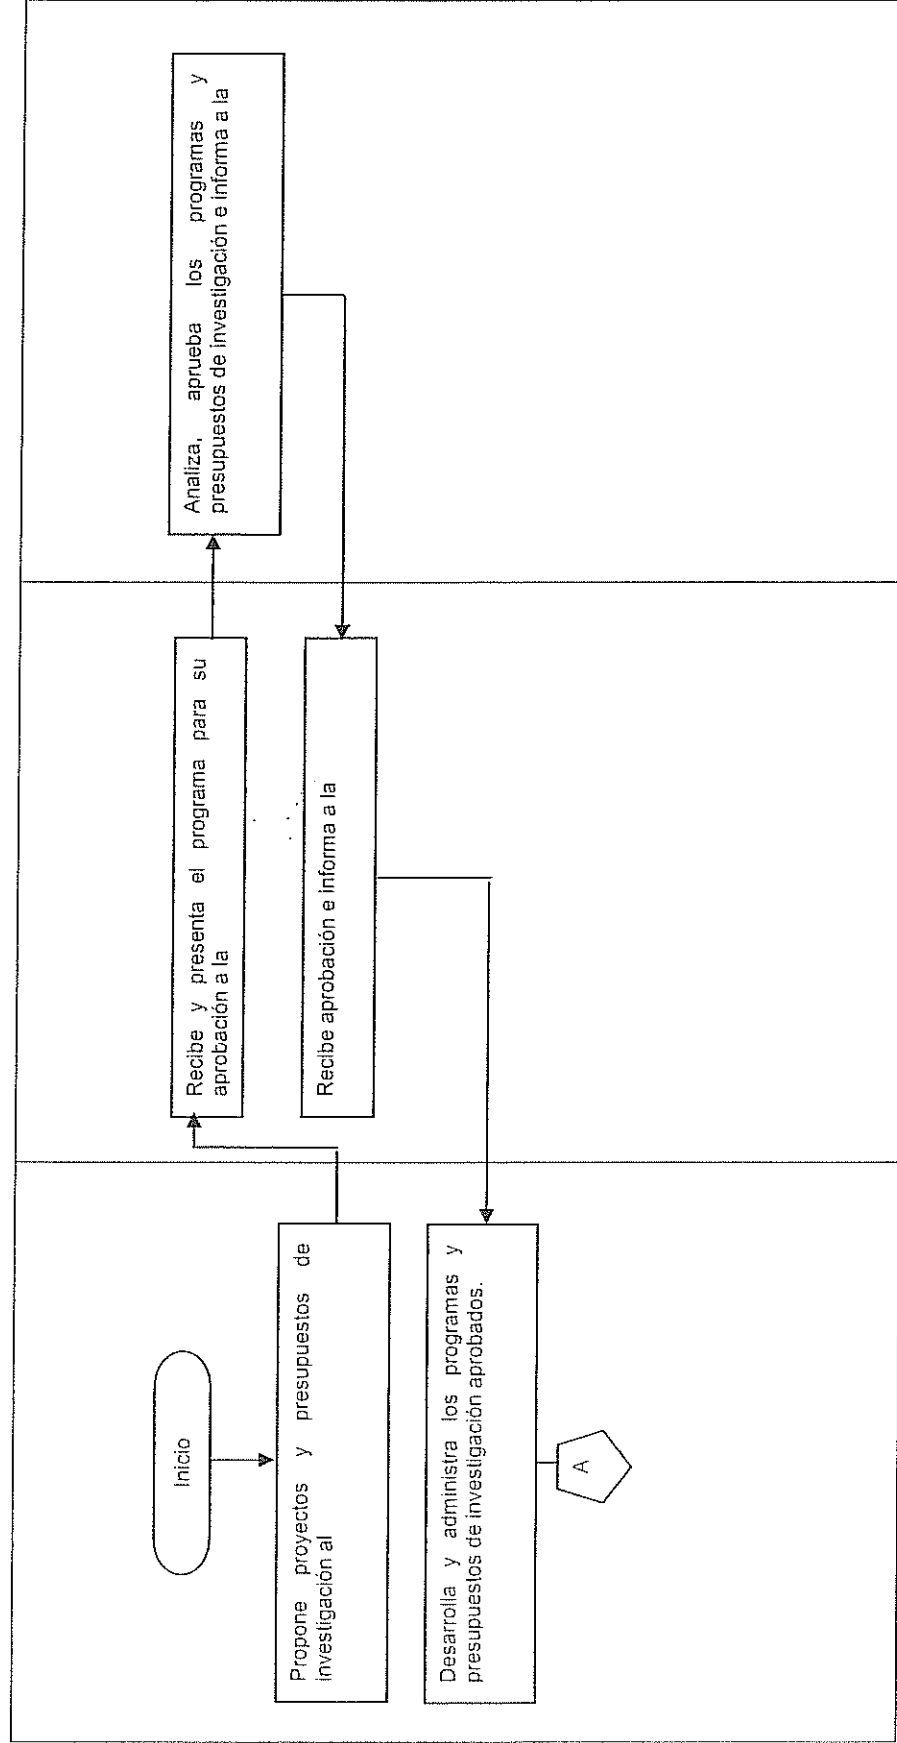 Inicio
Propone proyectos y presupuestos de
investigación al
Recibe y presenta el programa para su
aprobación a la
Analiza, aprueba los programas y
presupuestos de investigación e informa a la
Recibe aprobación e informa a la
Desarrolla y administra los programas y
presupuestos de investigación aprobados.
A